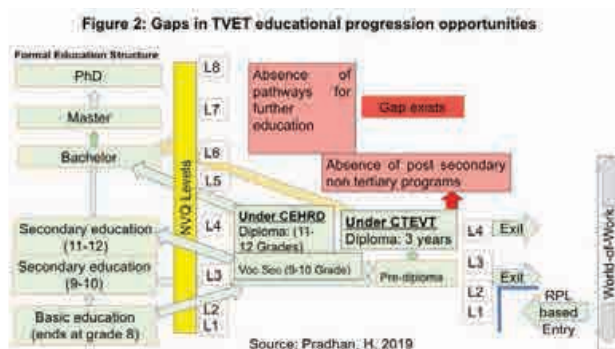 Figure 2: Gaps in TVET educational progression opportunities
Formal Education Structure
PhD
Master
Bachelor
Secondary education
(11-12)
Secondary education
(9-10)
Basic education
(ends at grade 8)
NVQ Levels
L8
L7
L6
L5
L4
L3
L2
L1
Absence of
pathways for
further
education
Gap exists
Absence of post secondary
non tertiary programs
Under CEHRD
Diploma: (11-
12 Grades)
Voc Sec (9-10 Grade)
Under CTEVT
Diploma: 3 years
Pre-diploma
L4
L3
L2
L1
Exit
Exit
RPL
based
Entry
World-of-Work
Source: Pradhan, H. 2019